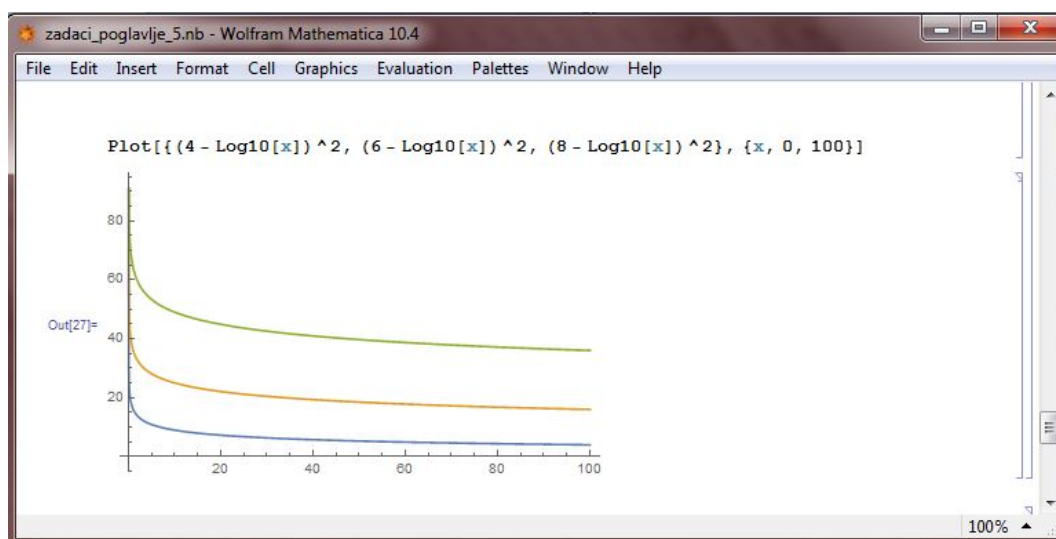 zadaci_poglavlje_5.nb - Wolfram Mathematica 10.4
File Edit Insert Format Cell Graphics Evaluation Palettes Window Help
Plot[{(4 - Log10[x]) ^2, (6 - Log10[x]) ^2, (8 - Log10[x]) ^2}, {x, 0, 100}]
80
60
Out[27]=
40
20
20 40 60 80 100
100%